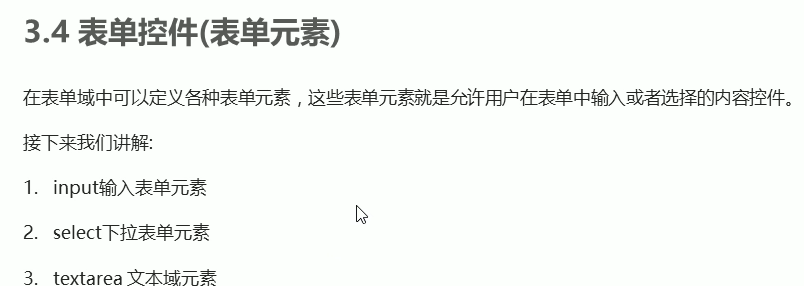 3.4 表单控件(表单元素)
在表单域中可以定义各种表单元素，这些表单元素就是允许用户在表单中输入或者选择的内容控件。
接下来我们讲解:
1. input输入表单元素
2. select下拉表单元素
3. textarea 文本域元素